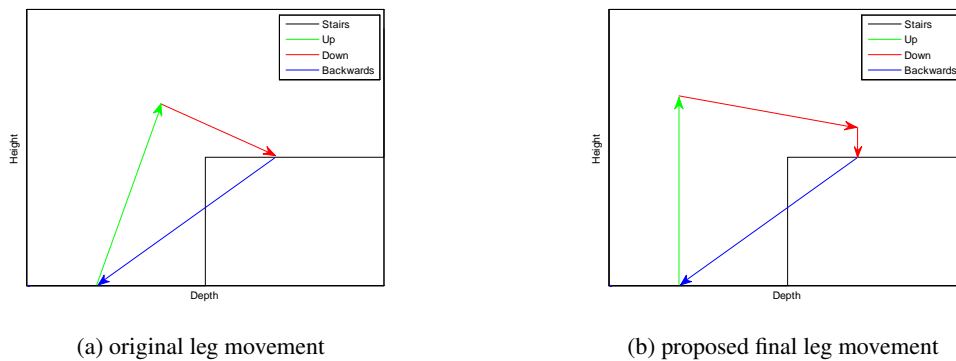 Stairs
Up
Down
Backwards
Height
Depth
(a) original leg movement
Stairs
Up
Down
Backwards
Height
Depth
(b) proposed final leg movement